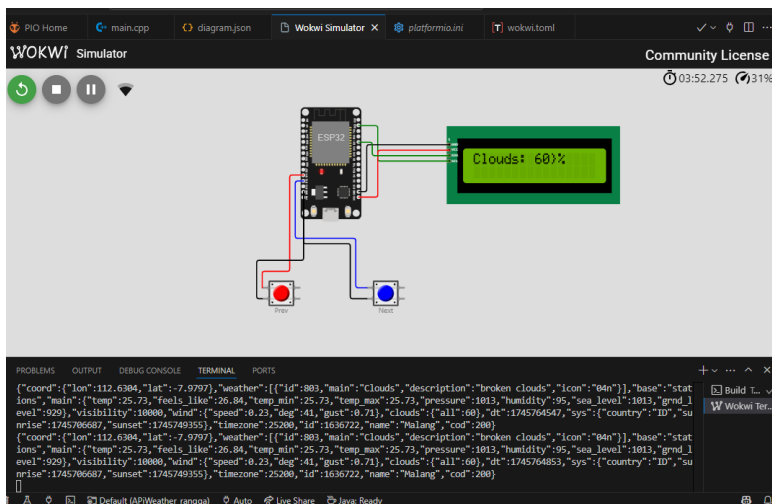 PIO Home main.cpp diagram.json Wokwi Simulator platformio.ini wokwi.toml
WOKWI Simulator Community License
03:52.275 31%
ESP32
Clouds: 60}%
Prev Next
PROBLEMS OUTPUT DEBUG CONSOLE TERMINAL PORTS
{"coord":{"lon":112.6304,"lat":-7.9797},"weather":[{"id":803,"main":"Clouds","description":"broken clouds","icon":"04n"}],"base":"stat
ions","main":{"temp":25.73,"feels_like":26.84,"temp_min":25.73,"temp_max":25.73,"pressure":1013,"humidity":95,"sea_level":1013,"grnd_l
evel":929},"visibility":10000,"wind":{"speed":0.23,"deg":41,"gust":0.71},"clouds":{"all":60},"dt":1745764547,"sys":{"country":"ID","su
nrise":1745706687,"sunset":1745749355},"timezone":25200,"id":1636722,"name":"Malang","cod":200}
{"coord":{"lon":112.6304,"lat":-7.9797},"weather":[{"id":803,"main":"Clouds","description":"broken clouds","icon":"04n"}],"base":"stat
ions","main":{"temp":25.73,"feels_like":26.84,"temp_min":25.73,"temp_max":25.73,"pressure":1013,"humidity":95,"sea_level":1013,"grnd_l
evel":929},"visibility":10000,"wind":{"speed":0.23,"deg":41,"gust":0.71},"clouds":{"all":60},"dt":1745764853,"sys":{"country":"ID","su
nrise":1745706687,"sunset":1745749355},"timezone":25200,"id":1636722,"name":"Malang","cod":200}
Build T...
Wokwi Ter...
Default (APiWeather rangga) Auto Live Share Java: Ready